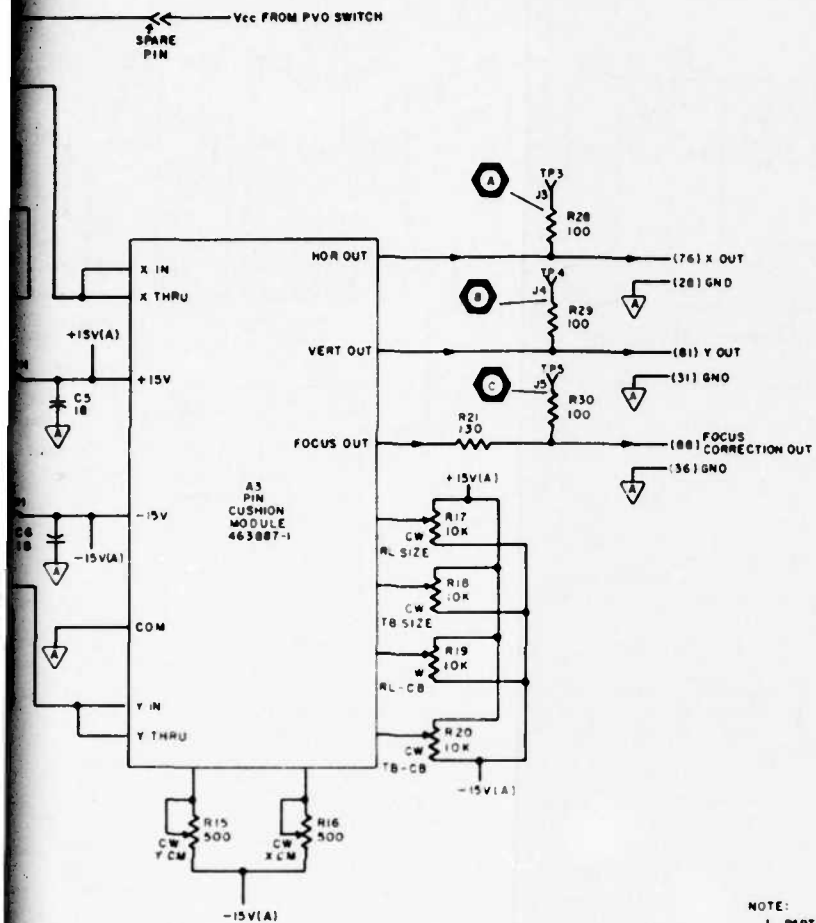 Vcc FROM PVO SWITCH
SPARE
PIN
A
TP3
J3
R28
100
HOR OUT
(76) X OUT
X IN
X THRU
TP4
J4
(28) GND
A
B
R29
100
+15V(A)
VERT OUT
(81) Y OUT
+15V
TP5
J5
(31) GND
A
C
R30
100
C5
18
A
R21
130
FOCUS OUT
(88) FOCUS
CORRECTION OUT
(36) GND
A
A3
PIN
CUSHION
MODULE
463887-1
+15V(A)
-15V
R17
10K
CW
RL SIZE
C6
18
-15V(A)
A
R18
10K
CW
TB SIZE
COM
A
R19
10K
W
RL-CB
Y IN
Y THRU
R20
10K
CW
TB-CB
-15V(A)
R15
500
CW
Y CM
R16
500
CW
X CM
-15V(A)
NOTE: